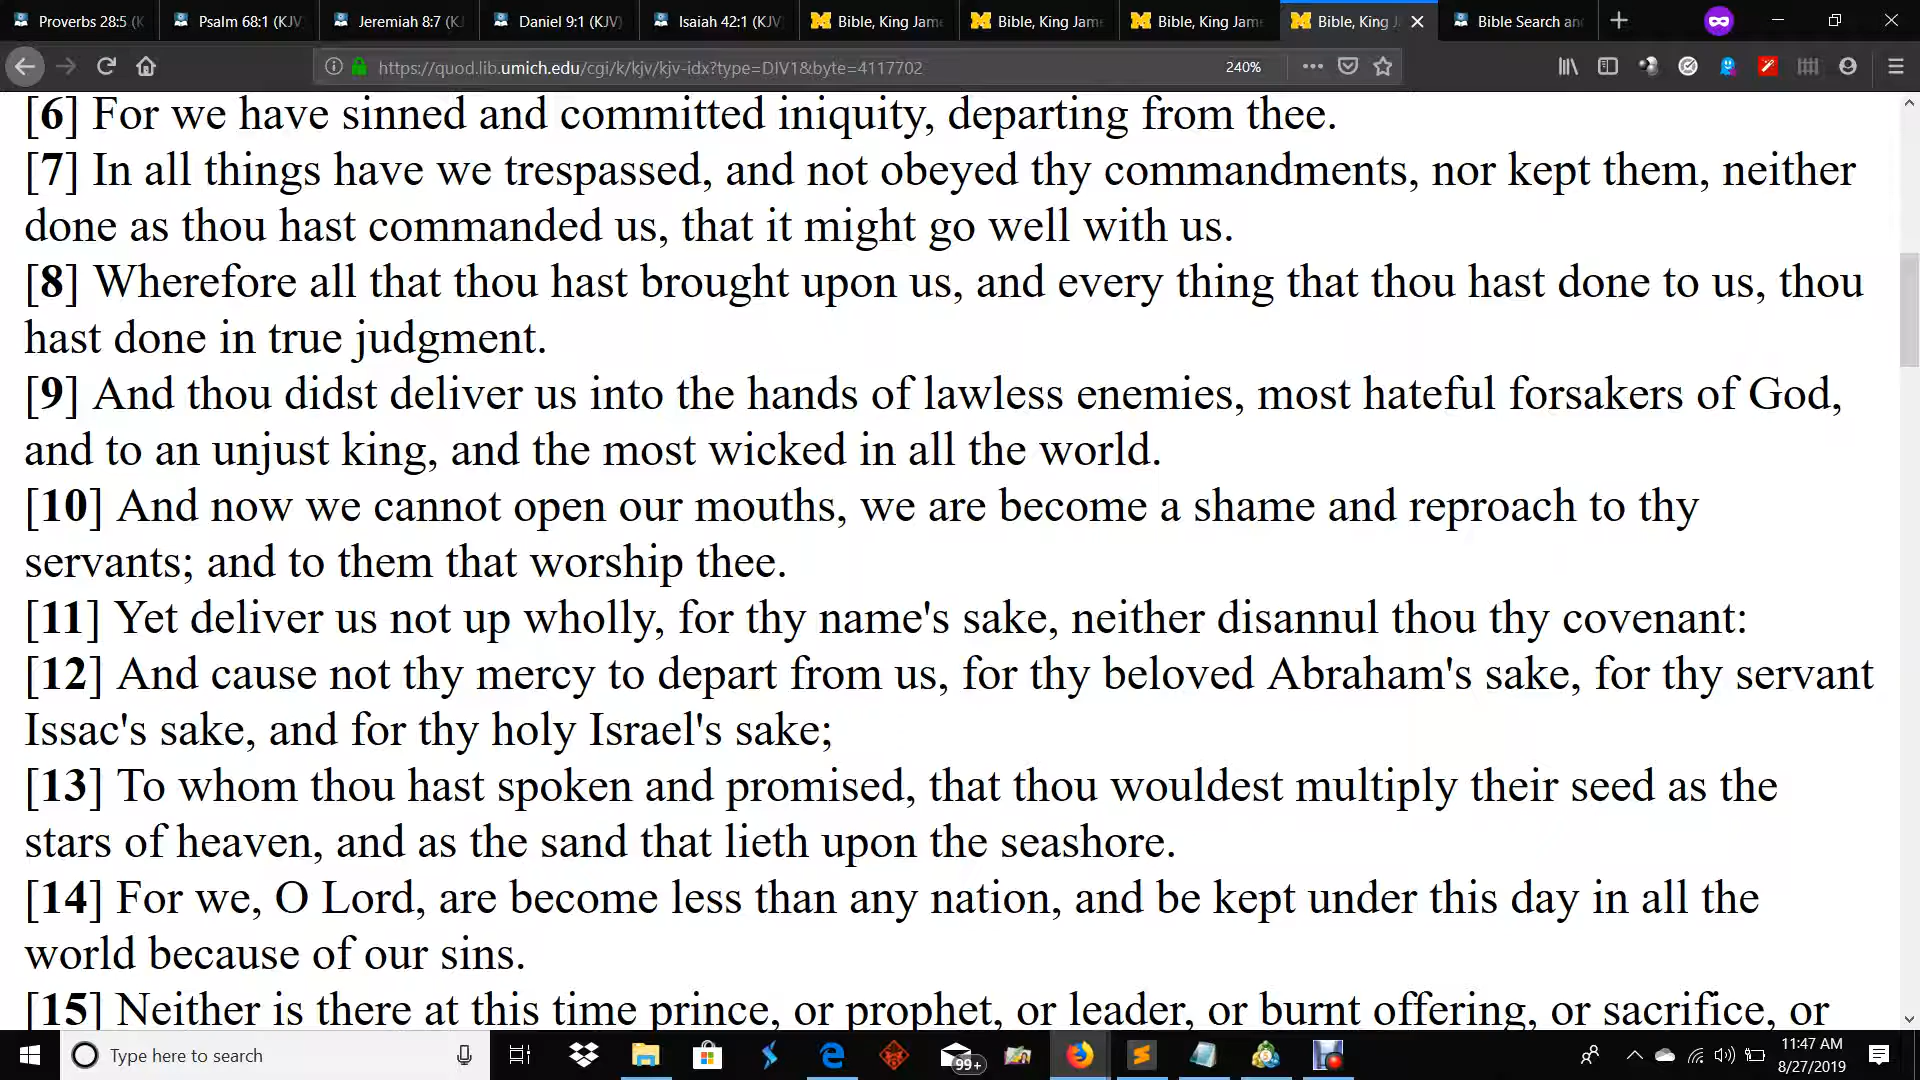 Proverbs 28:5 (K
Psalm 68:1 (KJV
Jeremiah 8:7 (KJ
Daniel 9:1 (KJV)
Isaiah 42:1 (KJV
Bible, King Jam
Bible, King Jam
Bible, King Jam
Bible, King J
Bible Search an
https://quod.lib.umich.edu/cgi/k/kjv/kjv-idx?type=DIV1&byte=4117702
240%
[6] For we have sinned and committed iniquity, departing from thee.
[7] In all things have we trespassed, and not obeyed thy commandments, nor kept them, neither
done as thou hast commanded us, that it might go well with us.
[8] Wherefore all that thou hast brought upon us, and every thing that thou hast done to us, thou
hast done in true judgment.
[9] And thou didst deliver us into the hands of lawless enemies, most hateful forsakers of God,
and to an unjust king, and the most wicked in all the world.
[10] And now we cannot open our mouths, we are become a shame and reproach to thy
servants; and to them that worship thee.
[11] Yet deliver us not up wholly, for thy name's sake, neither disannul thou thy covenant:
[12] And cause not thy mercy to depart from us, for thy beloved Abraham's sake, for thy servant
Issac's sake, and for thy holy Israel's sake;
[13] To whom thou hast spoken and promised, that thou wouldest multiply their seed as the
stars of heaven, and as the sand that lieth upon the seashore.
[14] For we, O Lord, are become less than any nation, and be kept under this day in all the
world because of our sins.
[15] Neither is there at this time prince, or prophet, or leader, or burnt offering, or sacrifice, or
Type here to search
99+
11:47 AM
8/27/2019